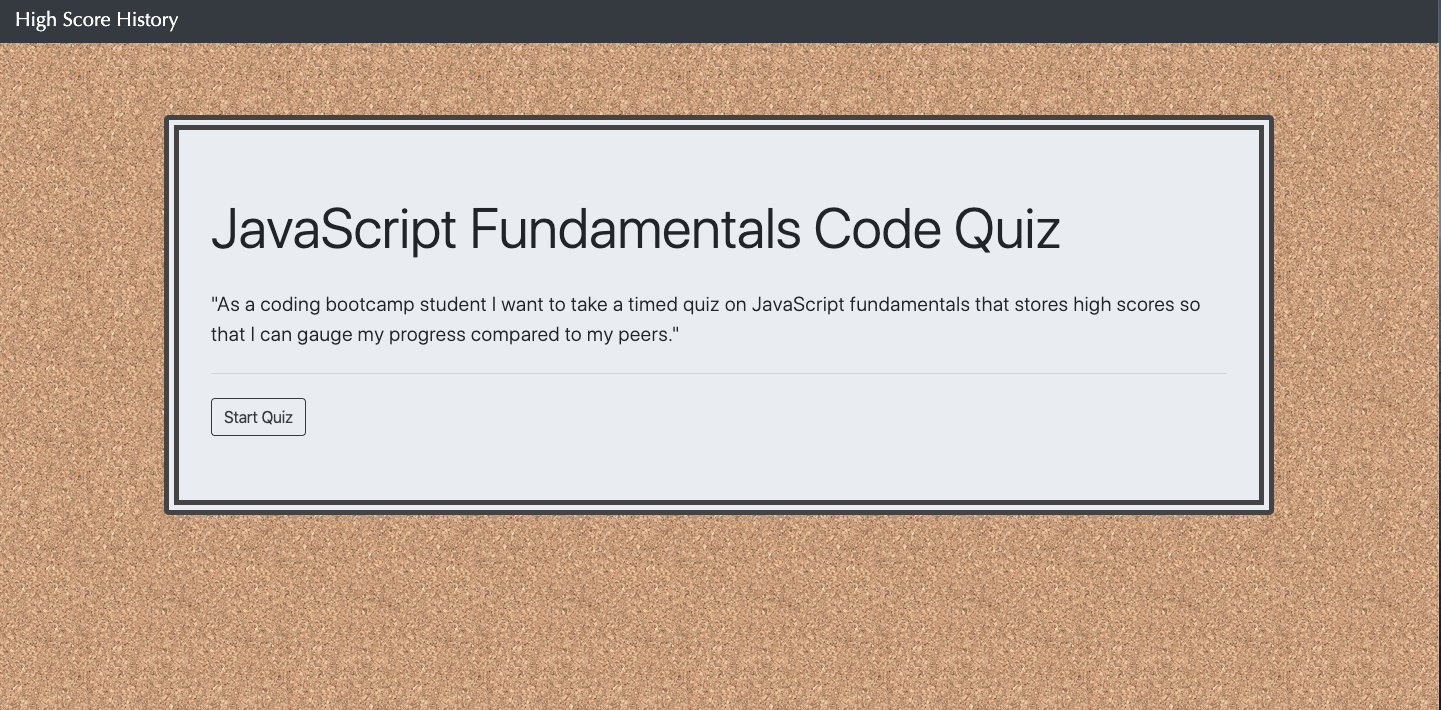 High Score History
JavaScript Fundamentals Code Quiz
"As a coding bootcamp student I want to take a timed quiz on JavaScript fundamentals that stores high scores so
that I can gauge my progress compared to my peers."
Start Quiz